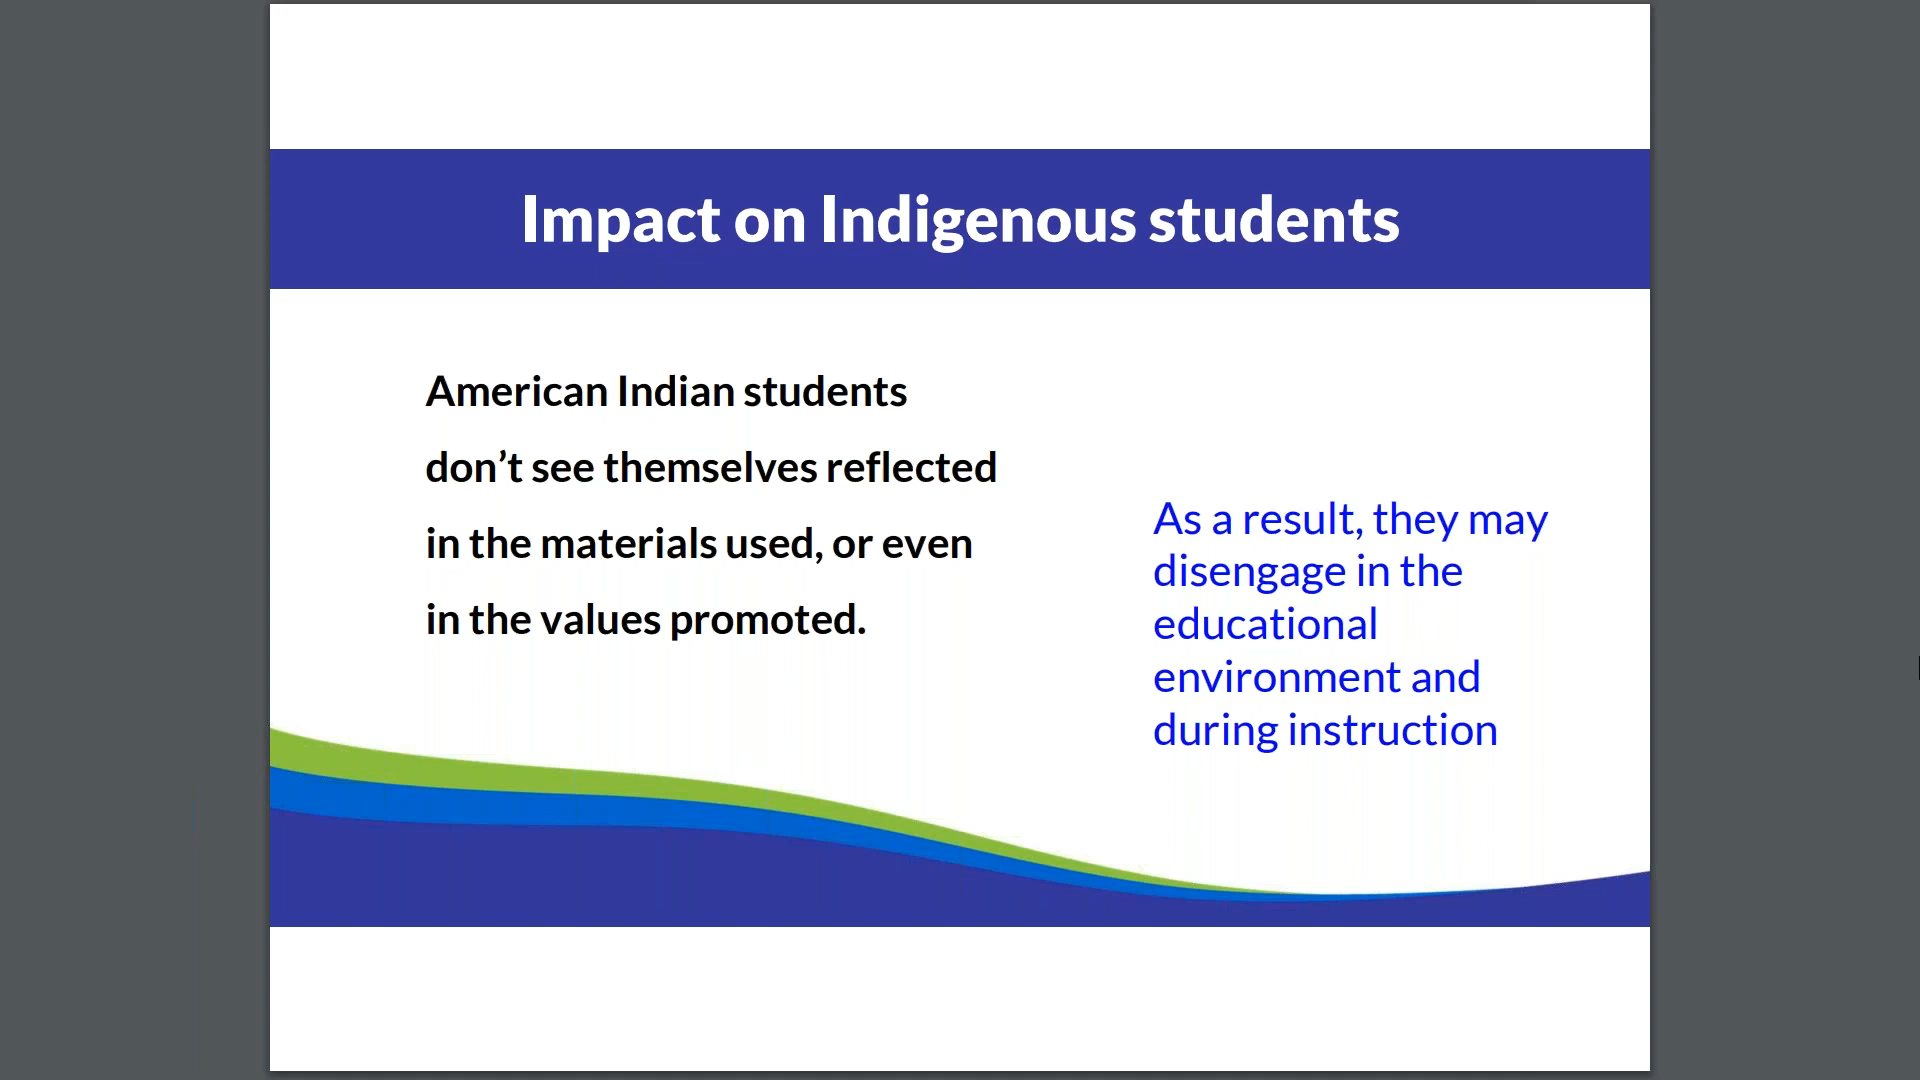 Impact on Indigenous students
American Indian students
don’t see themselves reflected
in the materials used, or even
in the values promoted.
As a result, they may
disengage in the
educational
environment and
during instruction